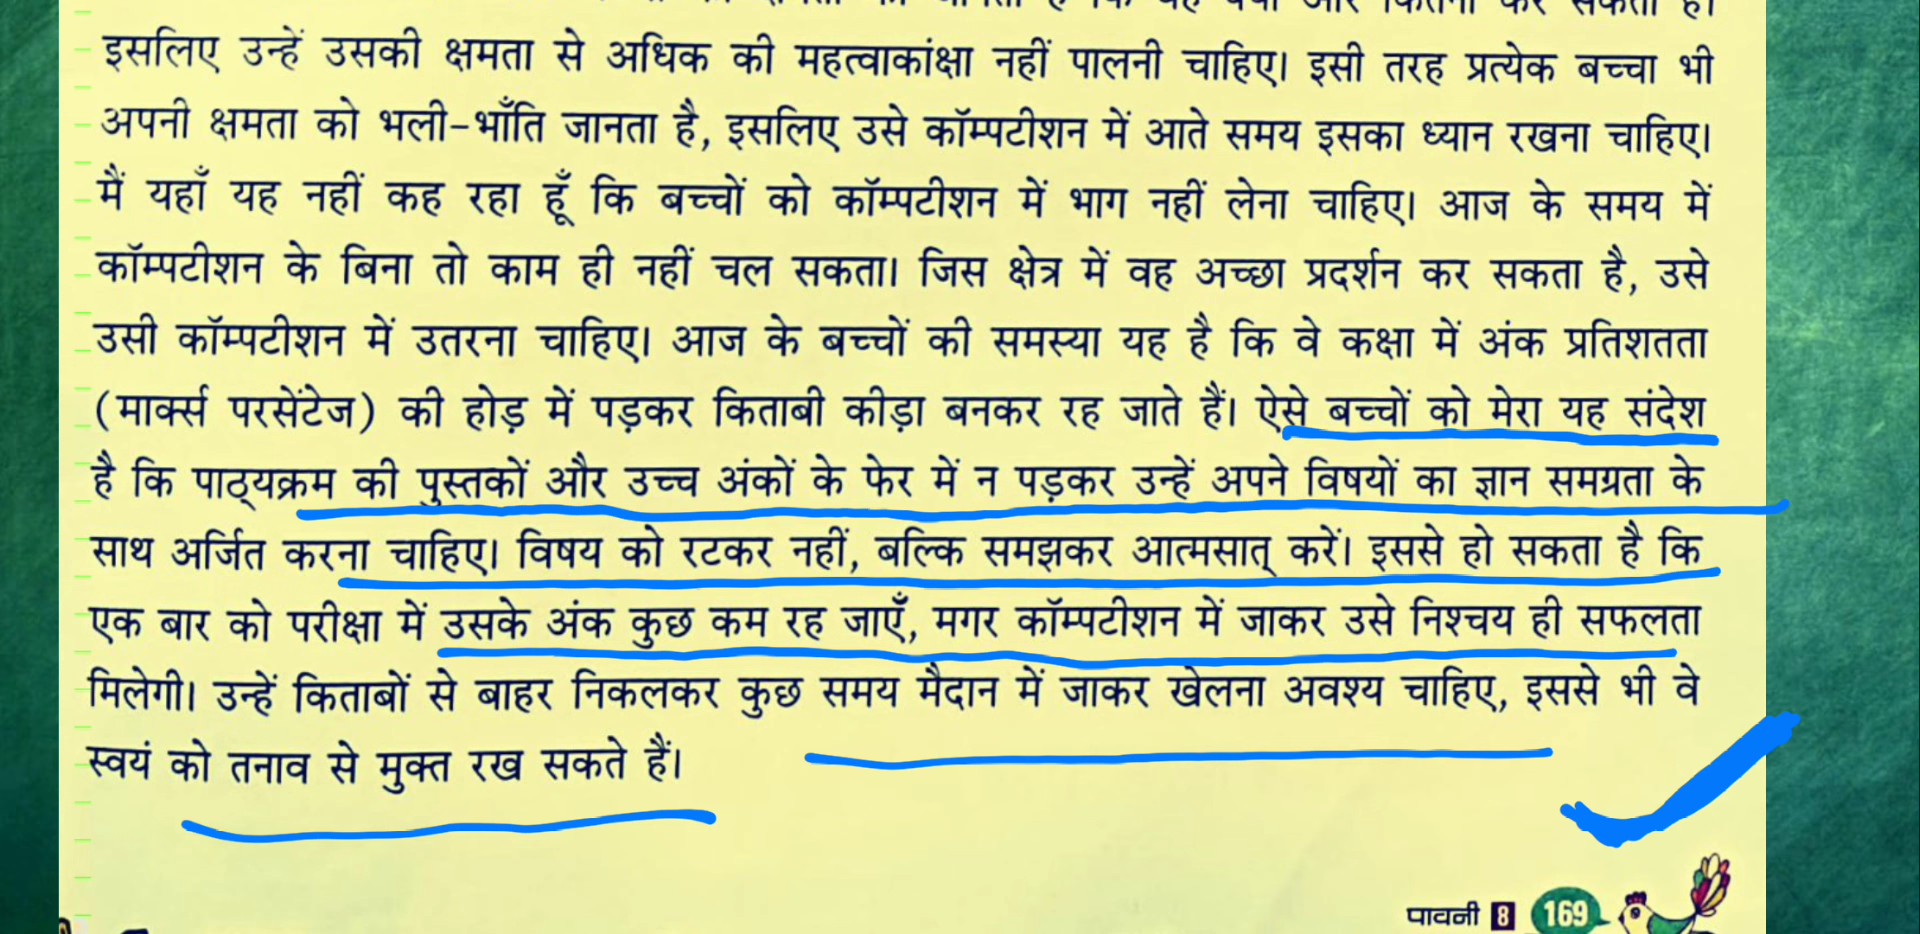 इसलिए उन्हें उसकी क्षमता से अधिक की महत्वाकांक्षा नहीं पालनी चाहिए। इसी तरह प्रत्येक बच्चा भी
अपनी क्षमता को भली-भाँति जानता है, इसलिए उसे कॉम्पटीशन में आते समय इसका ध्यान रखना चाहिए।
मैं यहाँ यह नहीं कह रहा हूँ कि बच्चों को कॉम्पटीशन में भाग नहीं लेना चाहिए। आज के समय में
कॉम्पटीशन के बिना तो काम ही नहीं चल सकता। जिस क्षेत्र में वह अच्छा प्रदर्शन कर सकता है, उसे
उसी कॉम्पटीशन में उतरना चाहिए। आज के बच्चों की समस्या यह है कि वे कक्षा में अंक प्रतिशतता
(मार्क्स परसेंटेज) की होड़ में पड़कर किताबी कीड़ा बनकर रह जाते हैं। ऐसे बच्चों को मेरा यह संदेश
है कि पाठ्यक्रम की पुस्तकों और उच्च अंकों के फेर में न पड़कर उन्हें अपने विषयों का ज्ञान समग्रता के
साथ अर्जित करना चाहिए। विषय को रटकर नहीं, बल्कि समझकर आत्मसात् करें। इससे हो सकता है कि
एक बार को परीक्षा में उसके अंक कुछ कम रह जाएँ, मगर कॉम्पटीशन में जाकर उसे निश्चय ही सफलता
मिलेगी। उन्हें किताबों से बाहर निकलकर कुछ समय मैदान में जाकर खेलना अवश्य चाहिए, इससे भी वे
स्वयं को तनाव से मुक्त रख सकते हैं।
पावनी 8 169